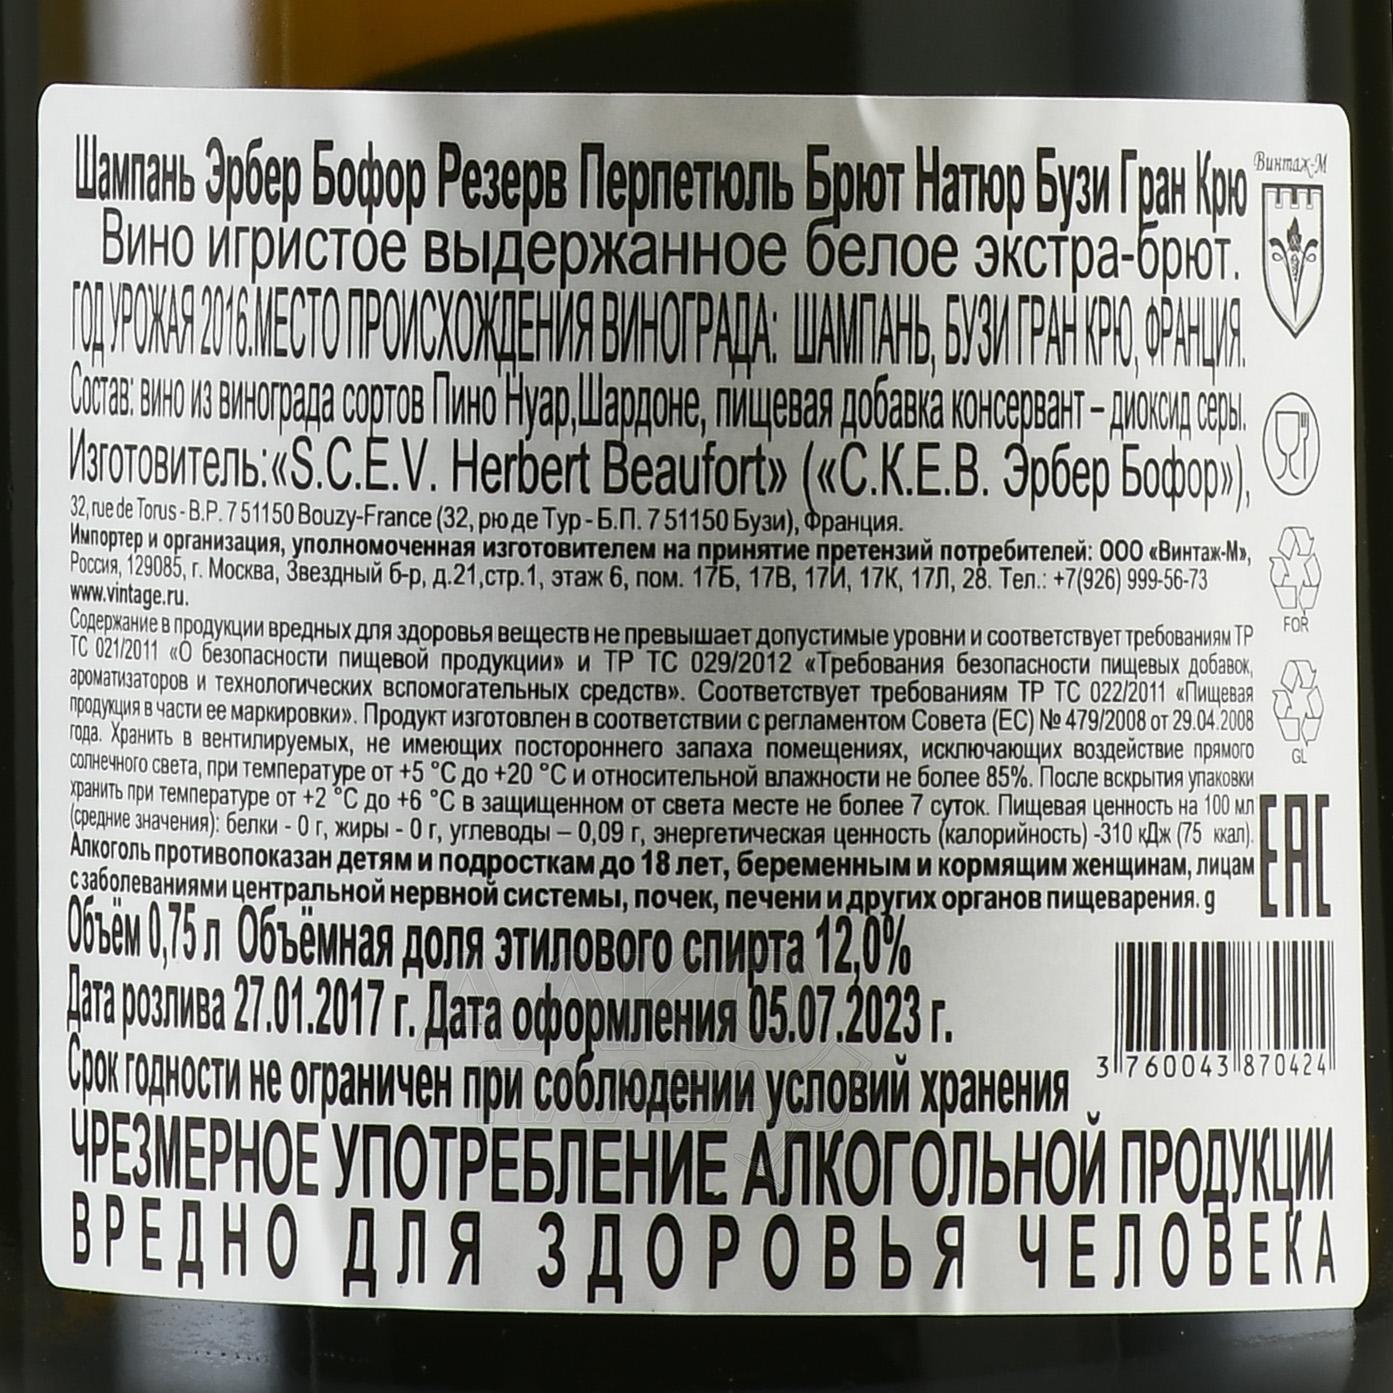 Шампань Эрбер Бофор Резерв Перпетюль Брют Натюр Бузи Гран Крю
Винтаж-М
Вино игристое выдержанное белое экстра-брют.
ГОД УРОЖАЯ 2016.МЕСТО ПРОИСХОЖДЕНИЯ ВИНОГРАДА: ШАМПАНЬ, БУЗИ ГРАН КРЮ, ФРАНЦИЯ.
Состав: вино из винограда сортов Пино Нуар,Шардоне, пищевая добавка консервант – диоксид серы.
Изготовитель:«S.C.E.V. Herbert Beaufort» («С.К.Е.В. Эрбер Бофор»),
32, rue de Torus - B.P. 7 51150 Bouzy-France (32, рю де Тур - Б.П. 7 51150 Бузи), Франция.
Импортер и организация, уполномоченная изготовителем на принятие претензий потребителей: ООО «Винтаж-М»,
Россия, 129085, г. Москва, Звездный б-р, д.21,стр.1, этаж 6, пом. 17Б, 17В, 17И, 17К, 17Л, 28. Тел.: +7(926) 999-56-73
www.vintage.ru.
Содержание в продукции вредных для здоровья веществ не превышает допустимые уровни и соответствует требованиям ТР
ТС 021/2011 «О безопасности пищевой продукции» и ТР ТС 029/2012 «Требования безопасности пищевых добавок,
ароматизаторов и технологических вспомогательных средств». Соответствует требованиям ТР ТС 022/2011 «Пищевая
продукция в части ее маркировки». Продукт изготовлен в соответствии с регламентом Совета (ЕС) № 479/2008 от 29.04.2008
года. Хранить в вентилируемых, не имеющих постороннего запаха помещениях, исключающих воздействие прямого
солнечного света, при температуре от +5 °С до +20 °С и относительной влажности не более 85%. После вскрытия упаковки
хранить при температуре от +2 °С до +6 °С в защищенном от света месте не более 7 суток. Пищевая ценность на 100 мл
(средние значения): белки - 0 г, жиры - 0 г, углеводы – 0,09 г, энергетическая ценность (калорийность) -310 кДж (75 ккал).
Алкоголь противопоказан детям и подросткам до 18 лет, беременным и кормящим женщинам, лицам
с заболеваниями центральной нервной системы, почек, печени и других органов пищеварения. g
FOR
GL
EAC
Объём 0,75 л Объёмная доля этилового спирта 12,0%
Дата розлива 27.01.2017 г. Дата оформления 05.07.2023 г.
3 760043 870424
Срок годности не ограничен при соблюдении условий хранения
ЧРЕЗМЕРНОЕ УПОТРЕБЛЕНИЕ АЛКОГОЛЬНОЙ ПРОДУКЦИИ
ВРЕДНО ДЛЯ ЗДОРОВЬЯ ЧЕЛОВЕКА